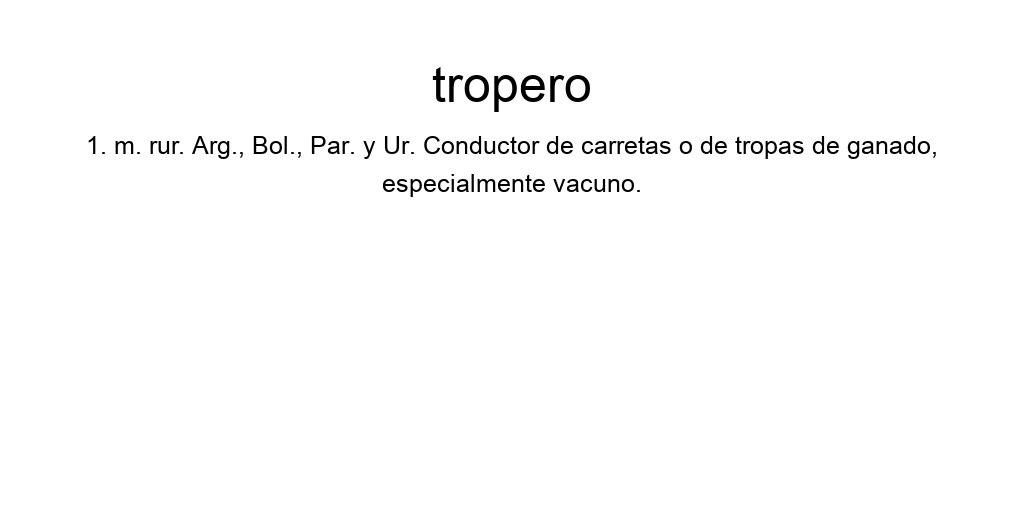 tropero
1. m. rur. Arg., Bol., Par. y Ur. Conductor de carretas o de tropas de ganado,
especialmente vacuno.